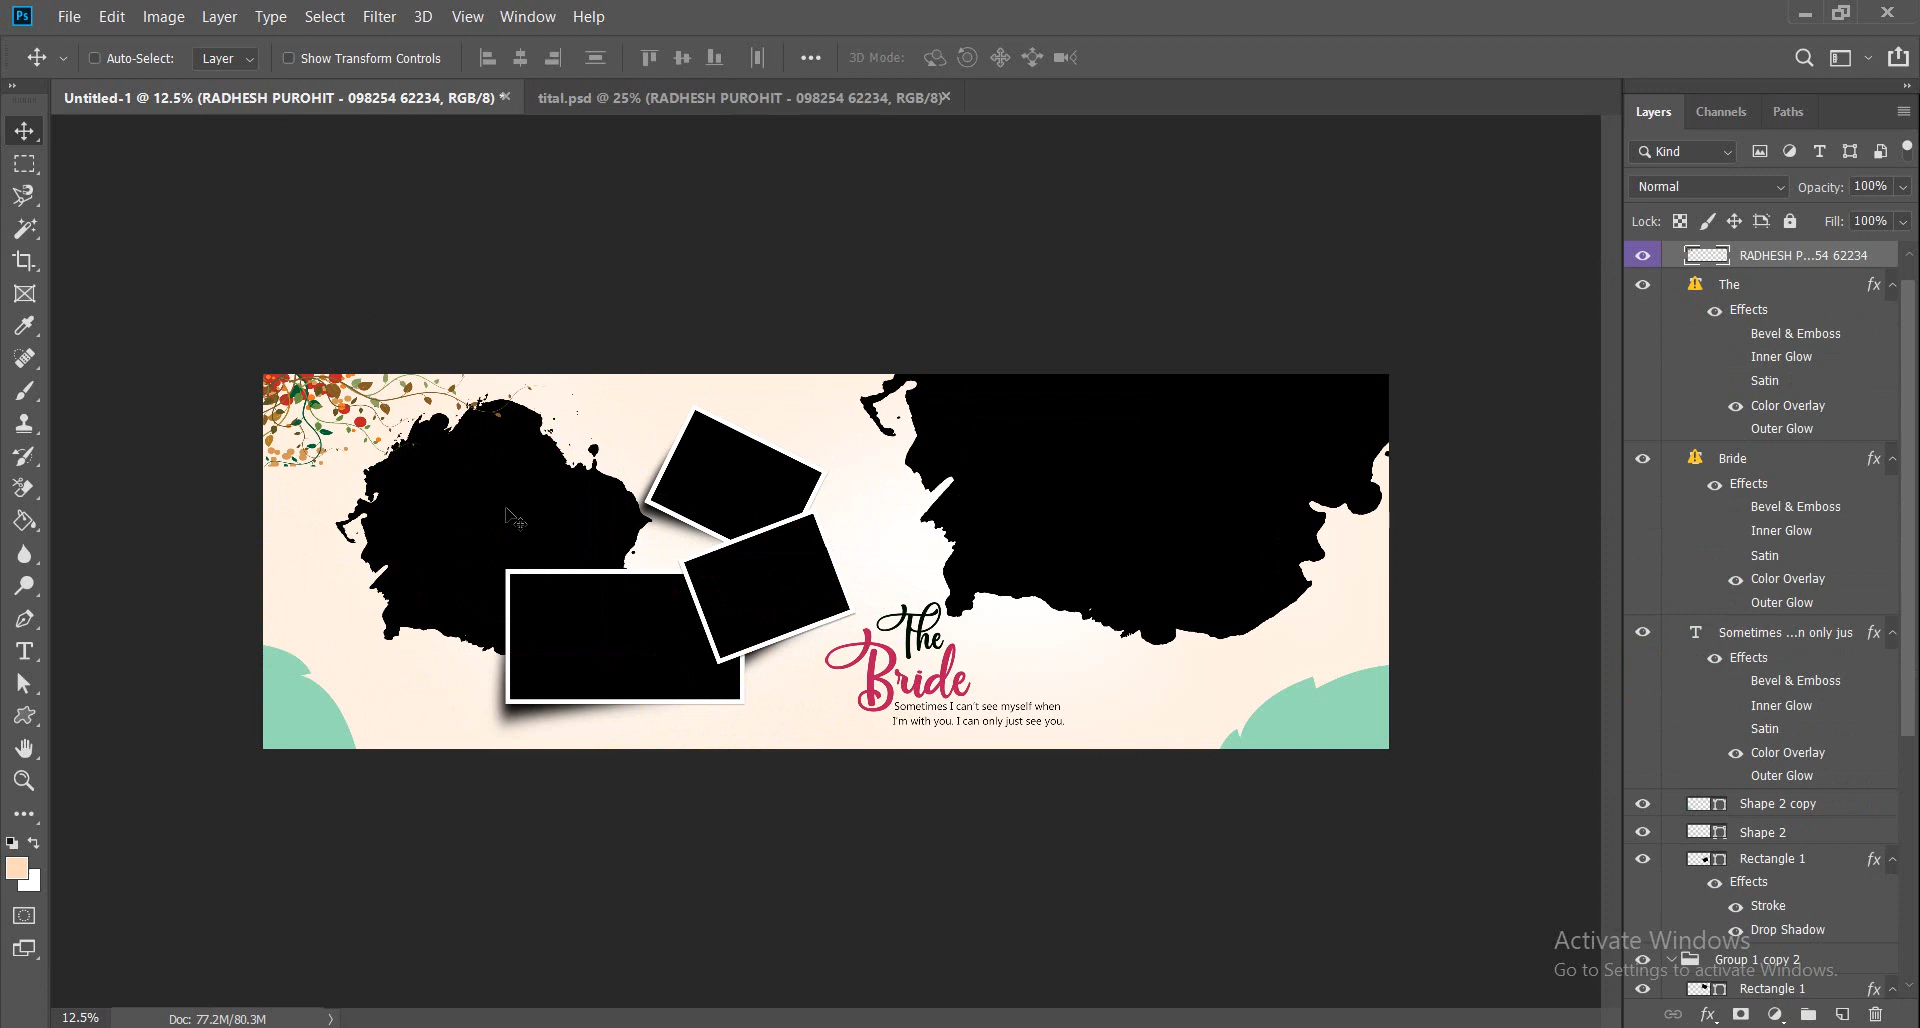 Ps File Edit Image Layer Type Select Filter 3D View Window Help
Auto-Select: Layer Show Transform Controls 3D Mode:
Untitled-1 @ 12.5% (RADHESH PUROHIT - 098254 62234, RGB/8) * tital.psd @ 25% (RADHESH PUROHIT - 098254 62234, RGB/8)
Layers Channels Paths
Kind
Normal Opacity: 100%
Lock: Fill: 100%
RADHESH P...54 62234
The fx
Effects
Bevel & Emboss
Inner Glow
Satin
Color Overlay
Outer Glow
Bride fx
Effects
Bevel & Emboss
Inner Glow
Satin
Color Overlay
Outer Glow
Sometimes ...n only jus fx
Effects
Bevel & Emboss
Inner Glow
Satin
Color Overlay
Outer Glow
Shape 2 copy
Shape 2
Rectangle 1 fx
Effects
Stroke
Drop Shadow
Group 1 copy 2
Rectangle 1 fx
The
Bride
Sometimes I can't see myself when
I'm with you. I can only just see you.
Activate Windows
Go to Settings to activate Windows.
12.5% Doc: 77.2M/80.3M